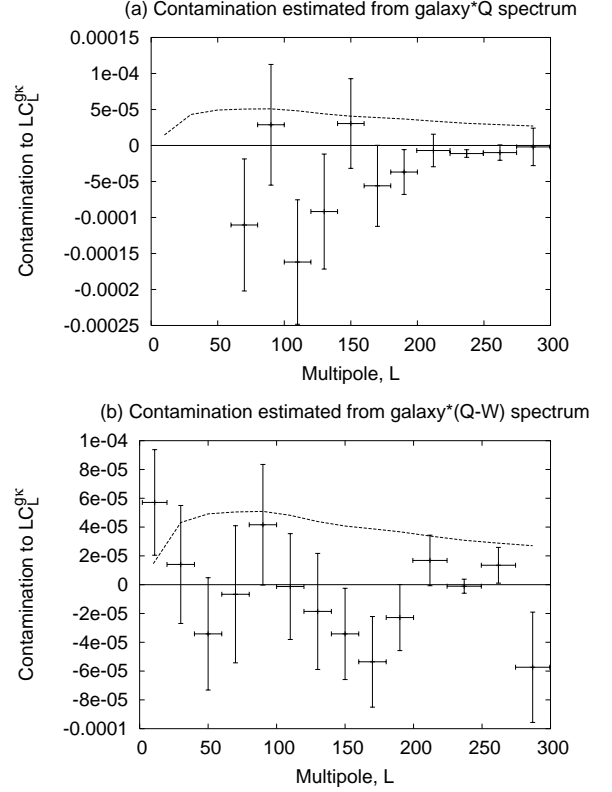 (a) Contamination estimated from galaxy*Q spectrum
0.00015
1e-04
5e-05
0
-5e-05
-0.0001
-0.00015
-0.0002
-0.00025
Contamination to LC_L^gκ
0 50 100 150 200 250 300
Multipole, L
(b) Contamination estimated from galaxy*(Q-W) spectrum
1e-04
8e-05
6e-05
4e-05
2e-05
0
-2e-05
-4e-05
-6e-05
-8e-05
-0.0001
Contamination to LC_L^gκ
0 50 100 150 200 250 300
Multipole, L